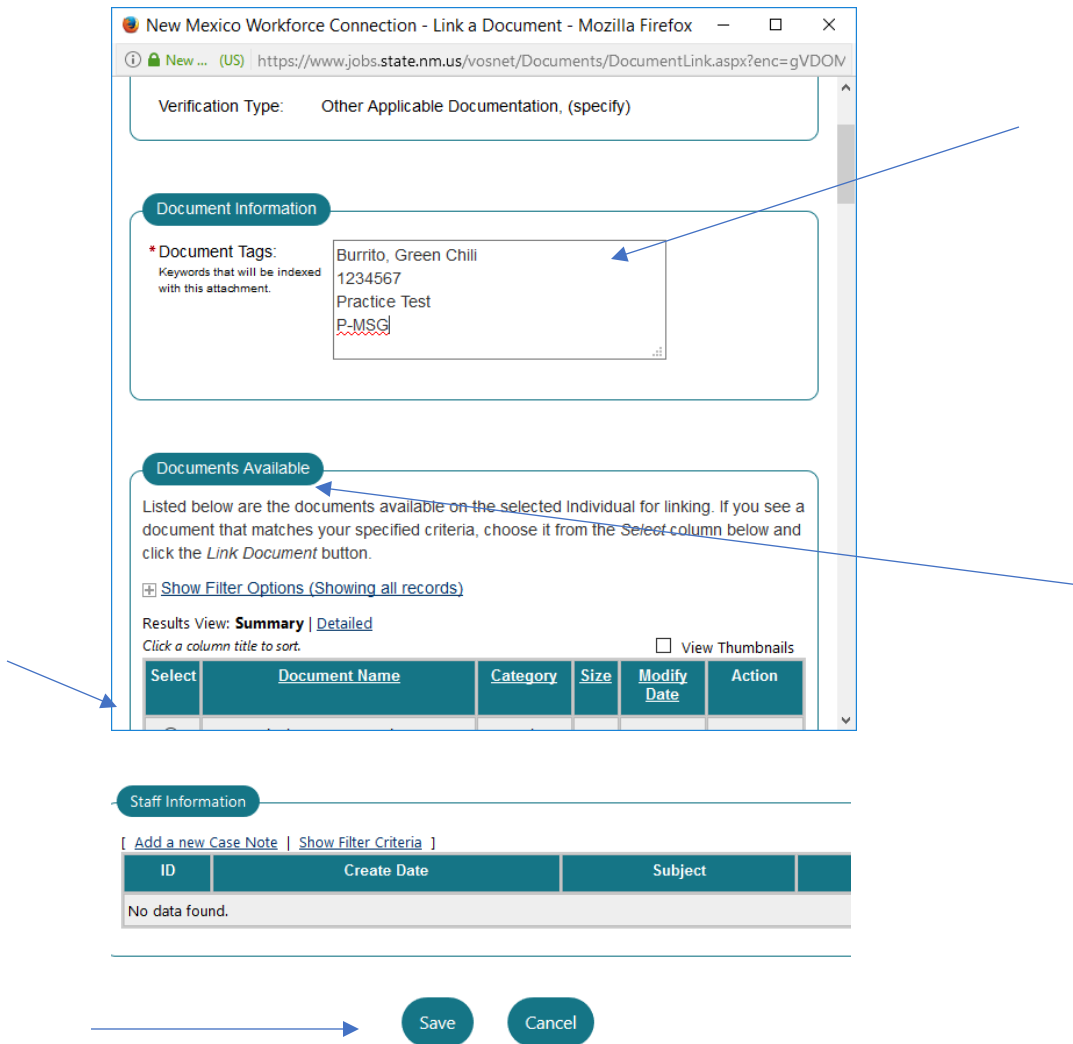 New Mexico Workforce Connection - Link a Document - Mozilla Firefox
New ... (US) https://www.jobs.state.nm.us/vosnet/Documents/DocumentLink.aspx?enc=gVDOM
Verification Type: Other Applicable Documentation, (specify)
Document Information
*Document Tags:
Keywords that will be indexed
with this attachment.
Burrito, Green Chili
1234567
Practice Test
P-MSG
Documents Available
Listed below are the documents available on the selected Individual for linking. If you see a
document that matches your specified criteria, choose it from the Select column below and
click the Link Document button.
Show Filter Options (Showing all records)
Results View: Summary | Detailed
Click a column title to sort.
View Thumbnails
Select Document Name Category Size Modify Date Action
Staff Information
[ Add a new Case Note | Show Filter Criteria ]
ID Create Date Subject
No data found.
Save Cancel